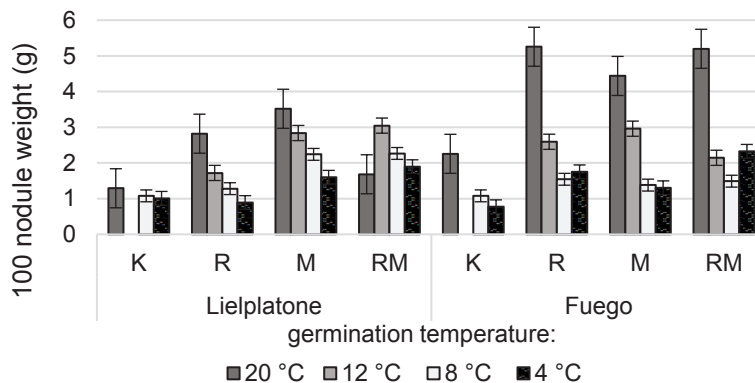 100 nodule weight (g)
6
5
4
3
2
1
0
K R M RM K R M RM
Lielplatone Fuego
germination temperature:
20 °C 12 °C 8 °C 4 °C